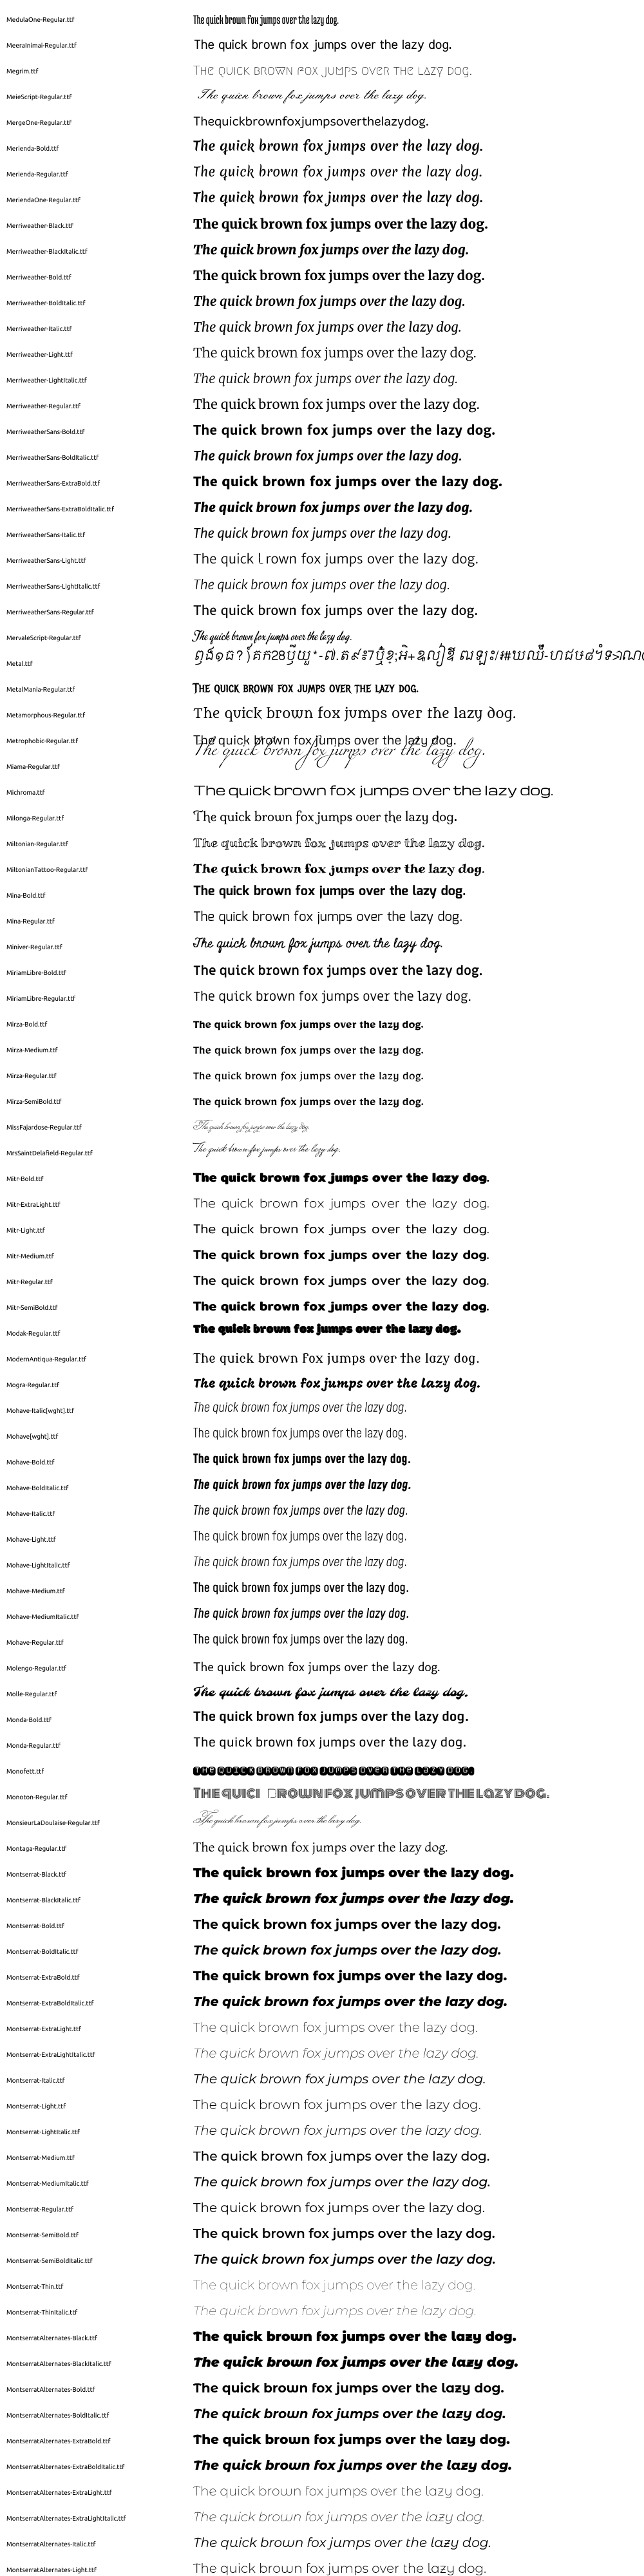 MedulaOne-Regular.ttf The quick brown fox jumps over the lazy dog.
MeeraInimai-Regular.ttf The quick brown fox jumps over the lazy dog.
Megrim.ttf The quick brown fox jumps over the lazy dog.
MeieScript-Regular.ttf The quick brown fox jumps over the lazy dog.
MergeOne-Regular.ttf Thequickbrownfoxjumpsoverthelazydog.
Merienda-Bold.ttf The quick brown fox jumps over the lazy dog.
Merienda-Regular.ttf The quick brown fox jumps over the lazy dog.
MeriendaOne-Regular.ttf The quick brown fox jumps over the lazy dog.
Merriweather-Black.ttf The quick brown fox jumps over the lazy dog.
Merriweather-BlackItalic.ttf The quick brown fox jumps over the lazy dog.
Merriweather-Bold.ttf The quick brown fox jumps over the lazy dog.
Merriweather-BoldItalic.ttf The quick brown fox jumps over the lazy dog.
Merriweather-Italic.ttf The quick brown fox jumps over the lazy dog.
Merriweather-Light.ttf The quick brown fox jumps over the lazy dog.
Merriweather-LightItalic.ttf The quick brown fox jumps over the lazy dog.
Merriweather-Regular.ttf The quick brown fox jumps over the lazy dog.
MerriweatherSans-Bold.ttf The quick brown fox jumps over the lazy dog.
MerriweatherSans-BoldItalic.ttf The quick brown fox jumps over the lazy dog.
MerriweatherSans-ExtraBold.ttf The quick brown fox jumps over the lazy dog.
MerriweatherSans-ExtraBoldItalic.ttf The quick brown fox jumps over the lazy dog.
MerriweatherSans-Italic.ttf The quick brown fox jumps over the lazy dog.
MerriweatherSans-Light.ttf The quick rown fox jumps over the lazy dog.
MerriweatherSans-LightItalic.ttf The quick brown fox jumps over the lazy dog.
MerriweatherSans-Regular.ttf The quick brown fox jumps over the lazy dog.
MervaleScript-Regular.ttf The quick brown fox jumps over the lazy dog.
Metal.ttf
MetalMania-Regular.ttf The quick brown fox jumps over the lazy dog.
Metamorphous-Regular.ttf The quick brown fox jumps over the lazy dog.
Metrophobic-Regular.ttf The quick brown fox jumps over the lazy dog.
Miama-Regular.ttf The quick brown fox jumps over the lazy dog.
Michroma.ttf The quick brown fox jumps over the lazy dog.
Milonga-Regular.ttf The quick brown fox jumps over the lazy dog.
Miltonian-Regular.ttf The quick brown fox jumps over the lazy dog.
MiltonianTattoo-Regular.ttf The quick brown fox jumps over the lazy dog.
Mina-Bold.ttf The quick brown fox jumps over the lazy dog.
Mina-Regular.ttf The quick brown fox jumps over the lazy dog.
Miniver-Regular.ttf The quick brown fox jumps over the lazy dog.
MiriamLibre-Bold.ttf The quick brown fox jumps over the lazy dog.
MiriamLibre-Regular.ttf The quick brown fox jumps over the lazy dog.
Mirza-Bold.ttf The quick brown fox jumps over the lazy dog.
Mirza-Medium.ttf The quick brown fox jumps over the lazy dog.
Mirza-Regular.ttf The quick brown fox jumps over the lazy dog.
Mirza-SemiBold.ttf The quick brown fox jumps over the lazy dog.
MissFajardose-Regular.ttf The quick brown fox jumps over the lazy dog.
MrsSaintDelafield-Regular.ttf The quick brown fox jumps over the lazy dog.
Mitr-Bold.ttf The quick brown fox jumps over the lazy dog.
Mitr-ExtraLight.ttf The quick brown fox jumps over the lazy dog.
Mitr-Light.ttf The quick brown fox jumps over the lazy dog.
Mitr-Medium.ttf The quick brown fox jumps over the lazy dog.
Mitr-Regular.ttf The quick brown fox jumps over the lazy dog.
Mitr-SemiBold.ttf The quick brown fox jumps over the lazy dog.
Modak-Regular.ttf The quick brown fox jumps over the lazy dog.
ModernAntiqua-Regular.ttf The quick brown fox jumps over the lazy dog.
Mogra-Regular.ttf The quick brown fox jumps over the lazy dog.
Mohave-Italic[wght].ttf The quick brown fox jumps over the lazy dog.
Mohave[wght].ttf The quick brown fox jumps over the lazy dog.
Mohave-Bold.ttf The quick brown fox jumps over the lazy dog.
Mohave-BoldItalic.ttf The quick brown fox jumps over the lazy dog.
Mohave-Italic.ttf The quick brown fox jumps over the lazy dog.
Mohave-Light.ttf The quick brown fox jumps over the lazy dog.
Mohave-LightItalic.ttf The quick brown fox jumps over the lazy dog.
Mohave-Medium.ttf The quick brown fox jumps over the lazy dog.
Mohave-MediumItalic.ttf The quick brown fox jumps over the lazy dog.
Mohave-Regular.ttf The quick brown fox jumps over the lazy dog.
Molengo-Regular.ttf The quick brown fox jumps over the lazy dog.
Molle-Regular.ttf The quick brown fox jumps over the lazy dog.
Monda-Bold.ttf The quick brown fox jumps over the lazy dog.
Monda-Regular.ttf The quick brown fox jumps over the lazy dog.
Monofett.ttf THE QUICK BROWN FOX JUMPS OVER THE LAZY DOG.
Monoton-Regular.ttf THE QUIC ROWN FOX JUMPS OVER THE LAZY DOG.
MonsieurLaDoulaise-Regular.ttf The quick brown fox jumps over the lazy dog.
Montaga-Regular.ttf The quick brown fox jumps over the lazy dog.
Montserrat-Black.ttf The quick brown fox jumps over the lazy dog.
Montserrat-BlackItalic.ttf The quick brown fox jumps over the lazy dog.
Montserrat-Bold.ttf The quick brown fox jumps over the lazy dog.
Montserrat-BoldItalic.ttf The quick brown fox jumps over the lazy dog.
Montserrat-ExtraBold.ttf The quick brown fox jumps over the lazy dog.
Montserrat-ExtraBoldItalic.ttf The quick brown fox jumps over the lazy dog.
Montserrat-ExtraLight.ttf The quick brown fox jumps over the lazy dog.
Montserrat-ExtraLightItalic.ttf The quick brown fox jumps over the lazy dog.
Montserrat-Italic.ttf The quick brown fox jumps over the lazy dog.
Montserrat-Light.ttf The quick brown fox jumps over the lazy dog.
Montserrat-LightItalic.ttf The quick brown fox jumps over the lazy dog.
Montserrat-Medium.ttf The quick brown fox jumps over the lazy dog.
Montserrat-MediumItalic.ttf The quick brown fox jumps over the lazy dog.
Montserrat-Regular.ttf The quick brown fox jumps over the lazy dog.
Montserrat-SemiBold.ttf The quick brown fox jumps over the lazy dog.
Montserrat-SemiBoldItalic.ttf The quick brown fox jumps over the lazy dog.
Montserrat-Thin.ttf The quick brown fox jumps over the lazy dog.
Montserrat-ThinItalic.ttf The quick brown fox jumps over the lazy dog.
MontserratAlternates-Black.ttf The quick brown fox jumps over the lazy dog.
MontserratAlternates-BlackItalic.ttf The quick brown fox jumps over the lazy dog.
MontserratAlternates-Bold.ttf The quick brown fox jumps over the lazy dog.
MontserratAlternates-BoldItalic.ttf The quick brown fox jumps over the lazy dog.
MontserratAlternates-ExtraBold.ttf The quick brown fox jumps over the lazy dog.
MontserratAlternates-ExtraBoldItalic.ttf The quick brown fox jumps over the lazy dog.
MontserratAlternates-ExtraLight.ttf The quick brown fox jumps over the lazy dog.
MontserratAlternates-ExtraLightItalic.ttf The quick brown fox jumps over the lazy dog.
MontserratAlternates-Italic.ttf The quick brown fox jumps over the lazy dog.
MontserratAlternates-Light.ttf The quick brown fox jumps over the lazy dog.